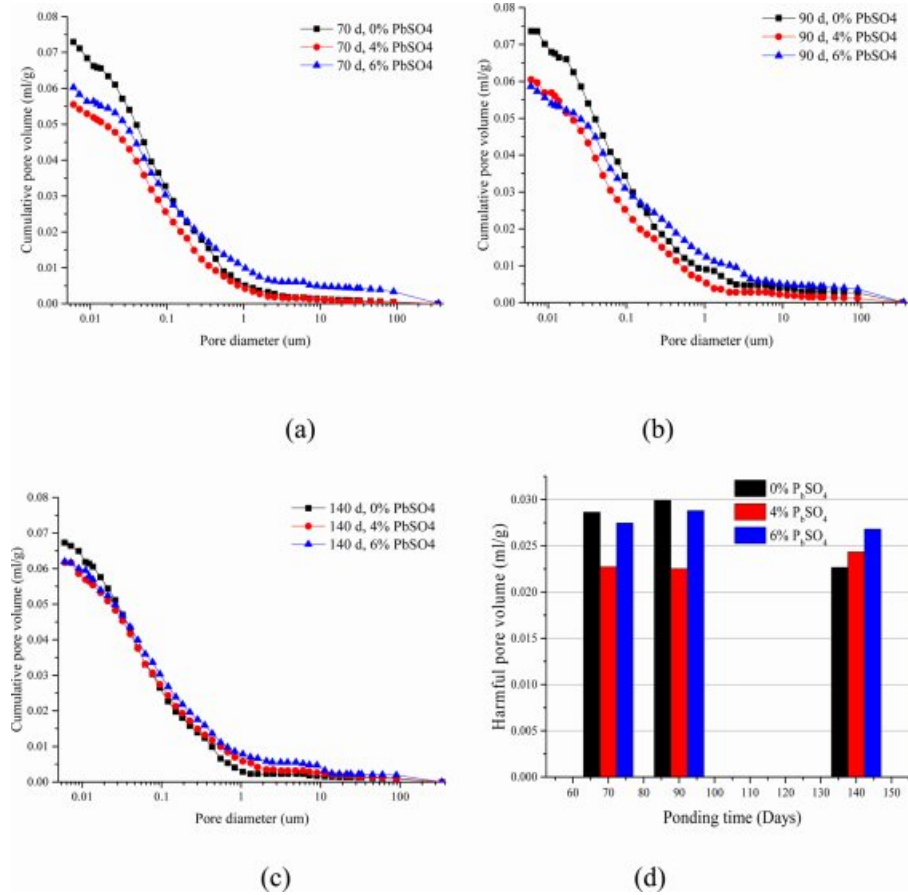 0.08
0.07
0.06
0.05
0.04
0.03
0.02
0.01
0.00
Cumulative pore volume (ml/g)
70 d, 0% PbSO4
70 d, 4% PbSO4
70 d, 6% PbSO4
0.01 0.1 1 10 100
Pore diameter (um)
(a)
0.08
0.07
0.06
0.05
0.04
0.03
0.02
0.01
0.00
Cumulative pore volume (ml/g)
90 d, 0% PbSO4
90 d, 4% PbSO4
90 d, 6% PbSO4
0.01 0.1 1 10 100
Pore diameter (um)
(b)
0.08
0.07
0.06
0.05
0.04
0.03
0.02
0.01
0.00
Cumulative pore volume (ml/g)
140 d, 0% PbSO4
140 d, 4% PbSO4
140 d, 6% PbSO4
0.01 0.1 1 10 100
Pore diameter (um)
(c)
0.030
0.025
0.020
0.015
0.010
0.005
0.000
Harmful pore volume (ml/g)
0% PbSO4
4% PbSO4
6% PbSO4
60 70 80 90 100 110 120 130 140 150
Ponding time (Days)
(d)